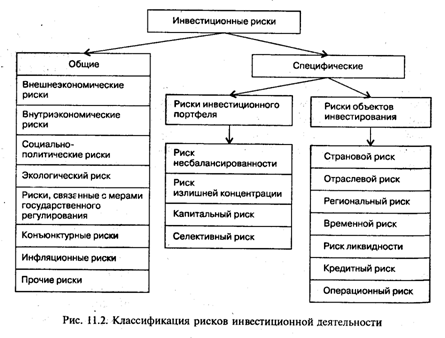 Инвестиционные риски
Общие
Внешнеэкономические
риски
Внутриэкономические
риски
Социально-
политические риски
Экологический риск
Риски, связанные с мерами
государственного
регулирования
Конъюнктурные риски
Инфляционные риски
Прочие риски
Специфические
Риски инвестиционного
портфеля
Риск
несбалансированности
Риск
излишней концентрации
Капитальный риск
Селективный риск
Риски объектов
инвестирования
Страновой риск
Отраслевой риск
Региональный риск
Временной риск
Риск ликвидности
Кредитный риск
Операционный риск
Рис. 11.2. Классификация рисков инвестиционной деятельности